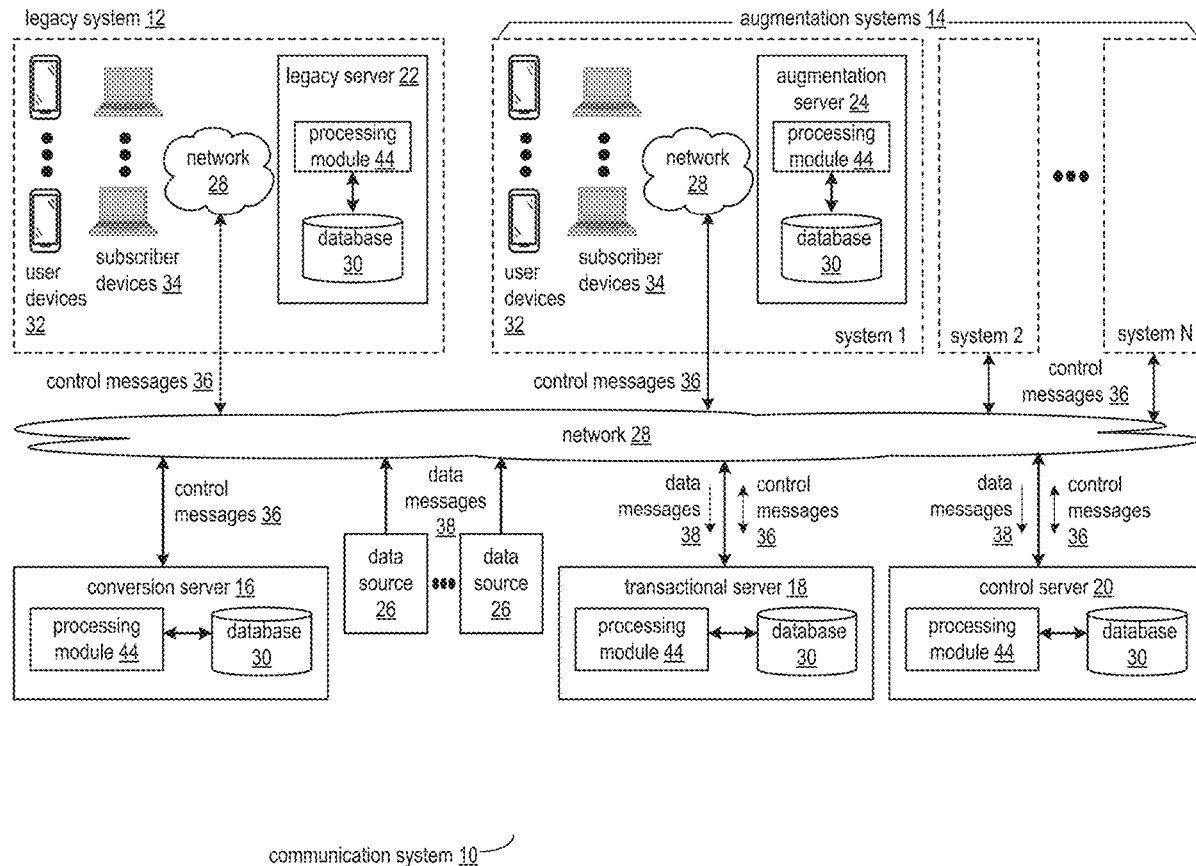 legacy system 12
augmentation systems 14
legacy server 22
processing
module 44
database
30
network
28
user
devices
32
subscriber
devices 34
augmentation
server 24
processing
module 44
database
30
network
28
user
devices
32
subscriber
devices 34
system 1
system 2
system N
control messages 36
control messages 36
control
messages 36
network 28
control
messages 36
data
messages
38
data
messages
38
control
messages
36
data
messages
38
control
messages
36
conversion server 16
processing
module 44
database
30
data
source
26
data
source
26
transactional server 18
processing
module 44
database
30
control server 20
processing
module 44
database
30
communication system 10